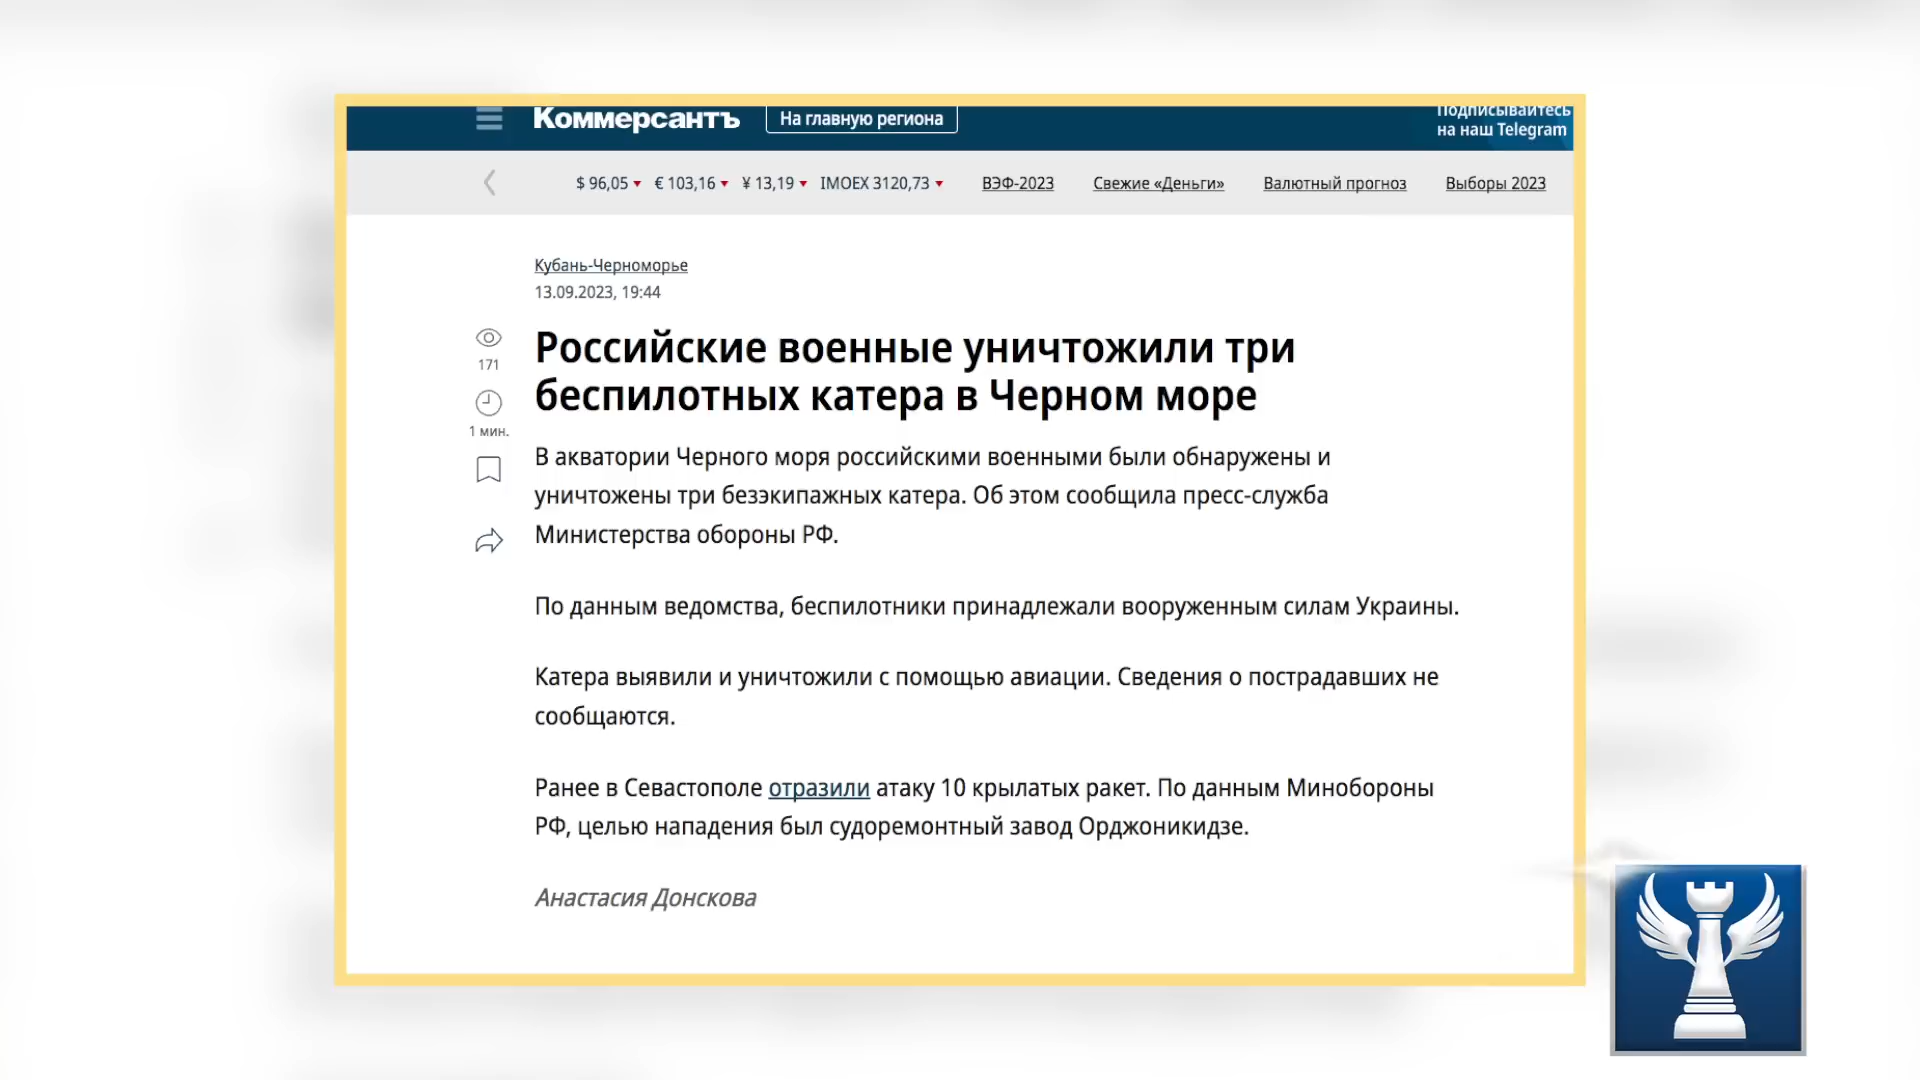 Коммерсантъ
На главную региона
Подписывайтесь
на наш Telegram
$ 96,05 € 103,16 ¥ 13,19 IMOEX 3120,73 ВЭФ-2023 Свежие «Деньги» Валютный прогноз Выборы 2023
Кубань-Черноморье
13.09.2023, 19:44
171
1 мин.
Российские военные уничтожили три
беспилотных катера в Черном море
В акватории Черного моря российскими военными были обнаружены и
уничтожены три безэкипажных катера. Об этом сообщила пресс-служба
Министерства обороны РФ.
По данным ведомства, беспилотники принадлежали вооруженным силам Украины.
Катера выявили и уничтожили с помощью авиации. Сведения о пострадавших не
сообщаются.
Ранее в Севастополе отразили атаку 10 крылатых ракет. По данным Минобороны
РФ, целью нападения был судоремонтный завод Орджоникидзе.
Анастасия Донскова